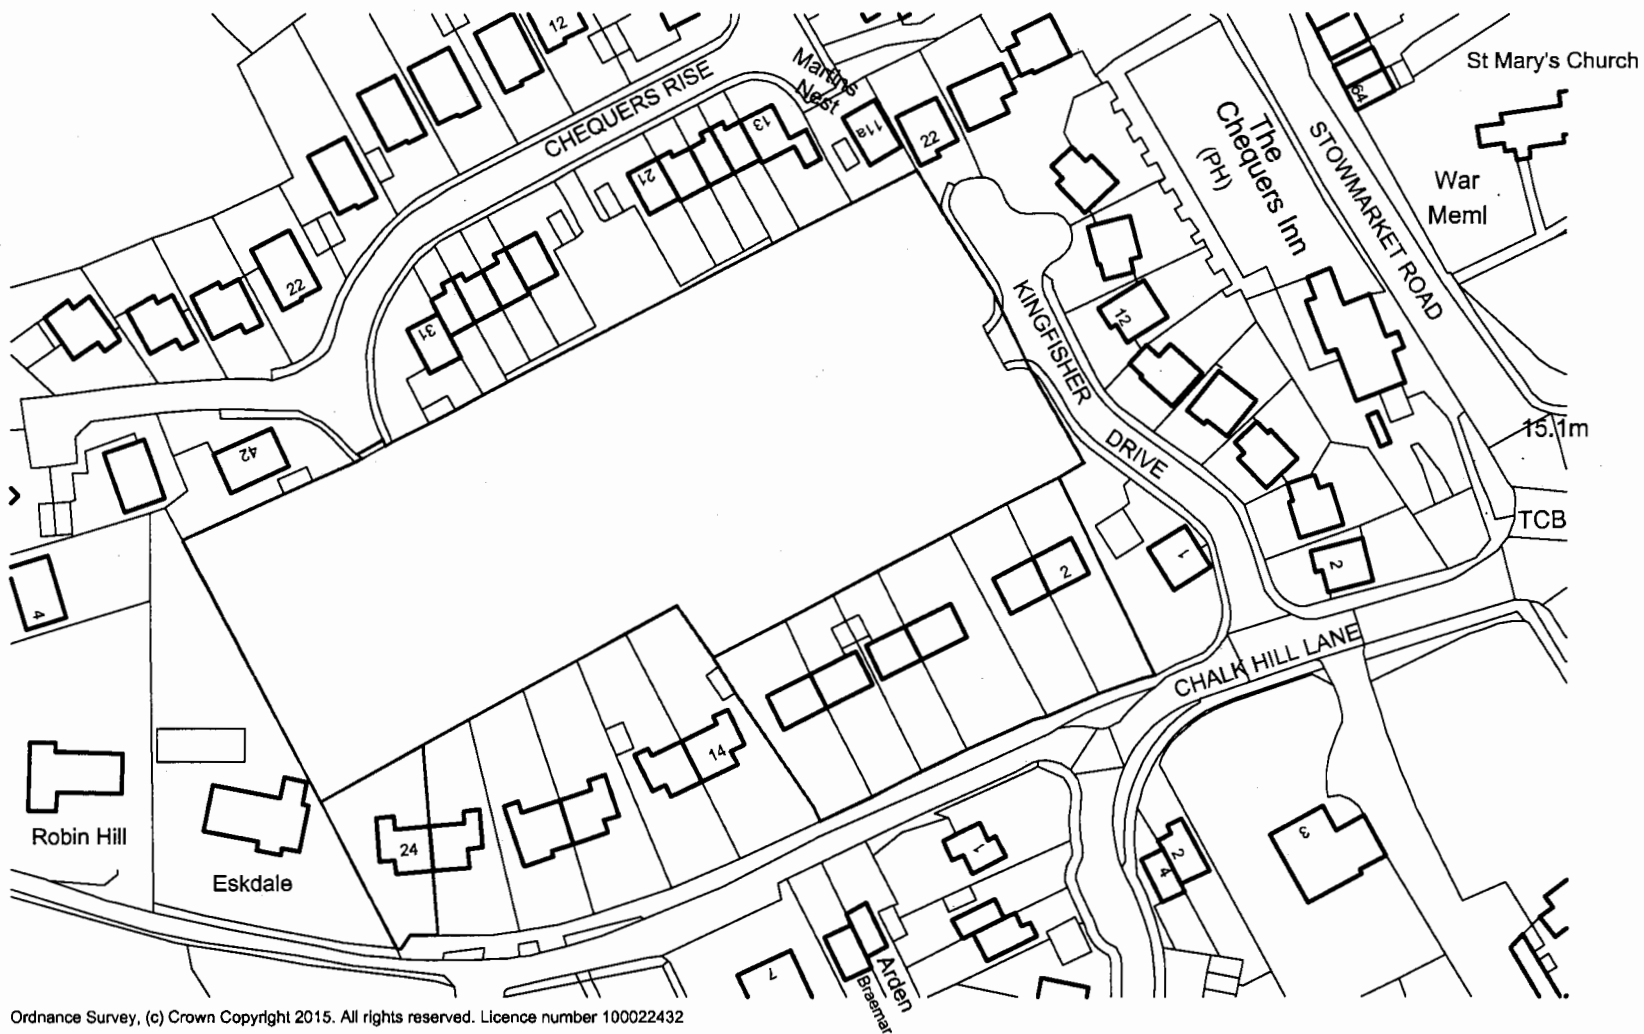 12
St Mary's Church
Martins
Nest
CHEQUERS RISE
64
The
Chequers Inn
(PH)
STOWMARKET ROAD
13
11a
22
War
Meml
21
22
KINGFISHER
DRIVE
12
31
15.1m
42
TCB
2
1
2
4
CHALK HILL LANE
14
Robin Hill
24
Eskdale
1
2
4
3
7
Arden
Braemar
Ordnance Survey, (c) Crown Copyright 2015. All rights reserved. Licence number 100022432